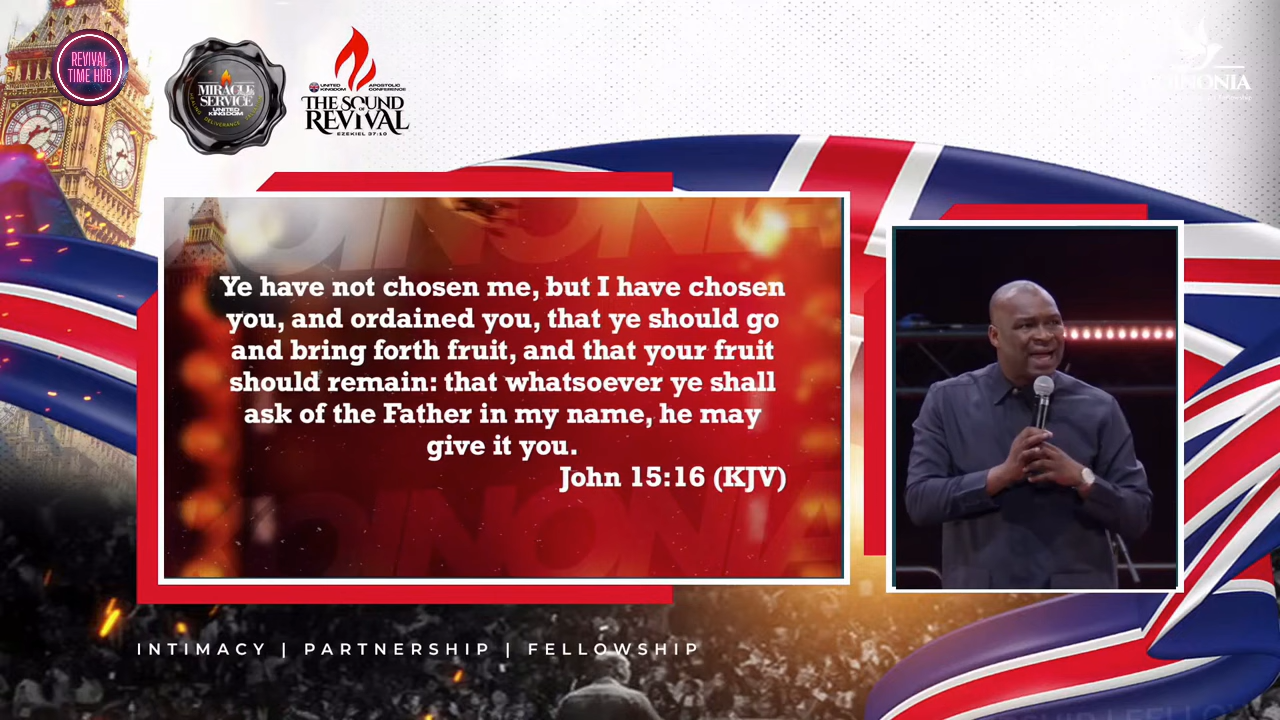 REVIVAL
TIME HUB
MIRACLE
SERVICE
UNITED
KINGDOM
DELIVERANCE
UNITED
KINGDOM
APOSTOLIC
CONFERENCE
THE SOUND
OF
REVIVAL
EZEKIEL 37:10
Ye have not chosen me, but I have chosen
you, and ordained you, that ye should go
and bring forth fruit, and that your fruit
should remain: that whatsoever ye shall
ask of the Father in my name, he may
give it you.
John 15:16 (KJV)
INTIMACY | PARTNERSHIP | FELLOWSHIP